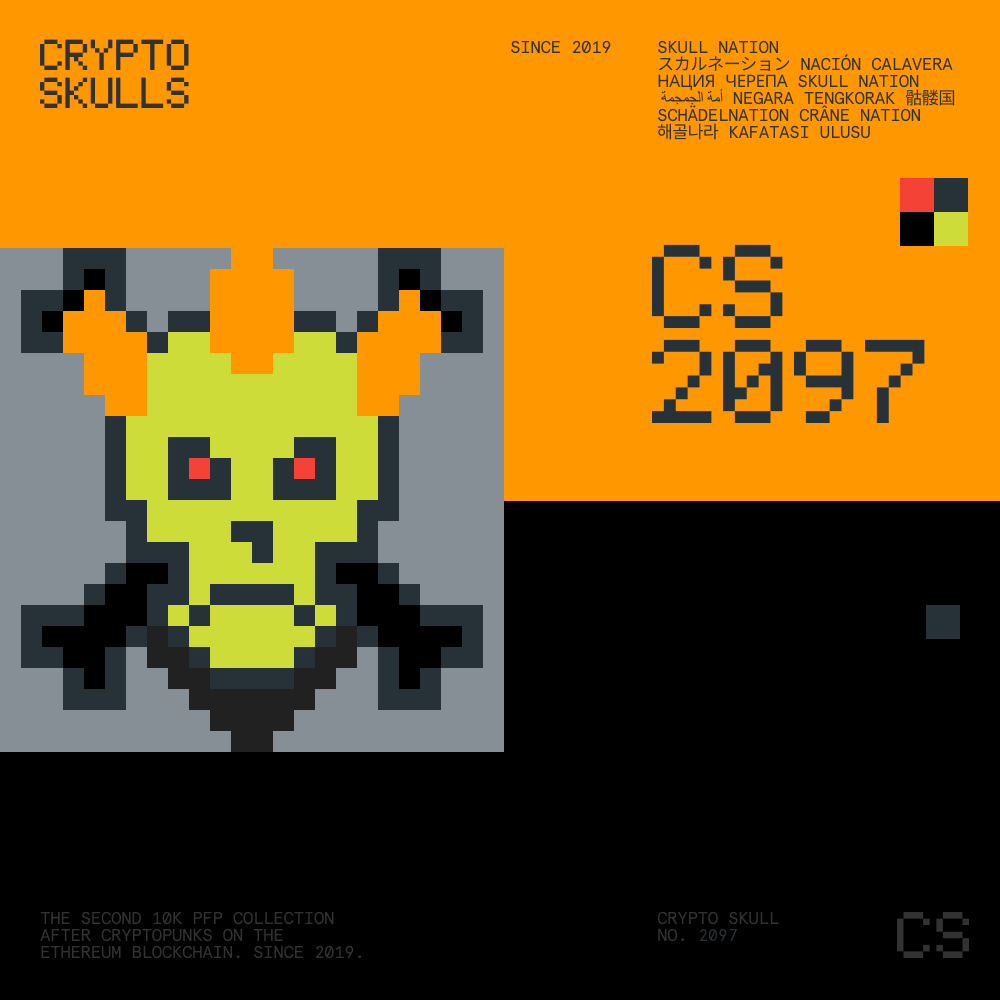 CRYPTO
SKULLS
SINCE 2019
SKULL NATION
スカルネーション NACIÓN CALAVERA
НАЦИЯ ЧЕРЕПА SKULL NATION
أمة الجمجمة NEGARA TENGKORAK 骷髅国
SCHÄDELNATION CRÂNE NATION
해골나라 KAFATASI ULUSU
CS
2097
THE SECOND 10K PFP COLLECTION
AFTER CRYPTOPUNKS ON THE
ETHEREUM BLOCKCHAIN. SINCE 2019.
CRYPTO SKULL
NO. 2097
CS